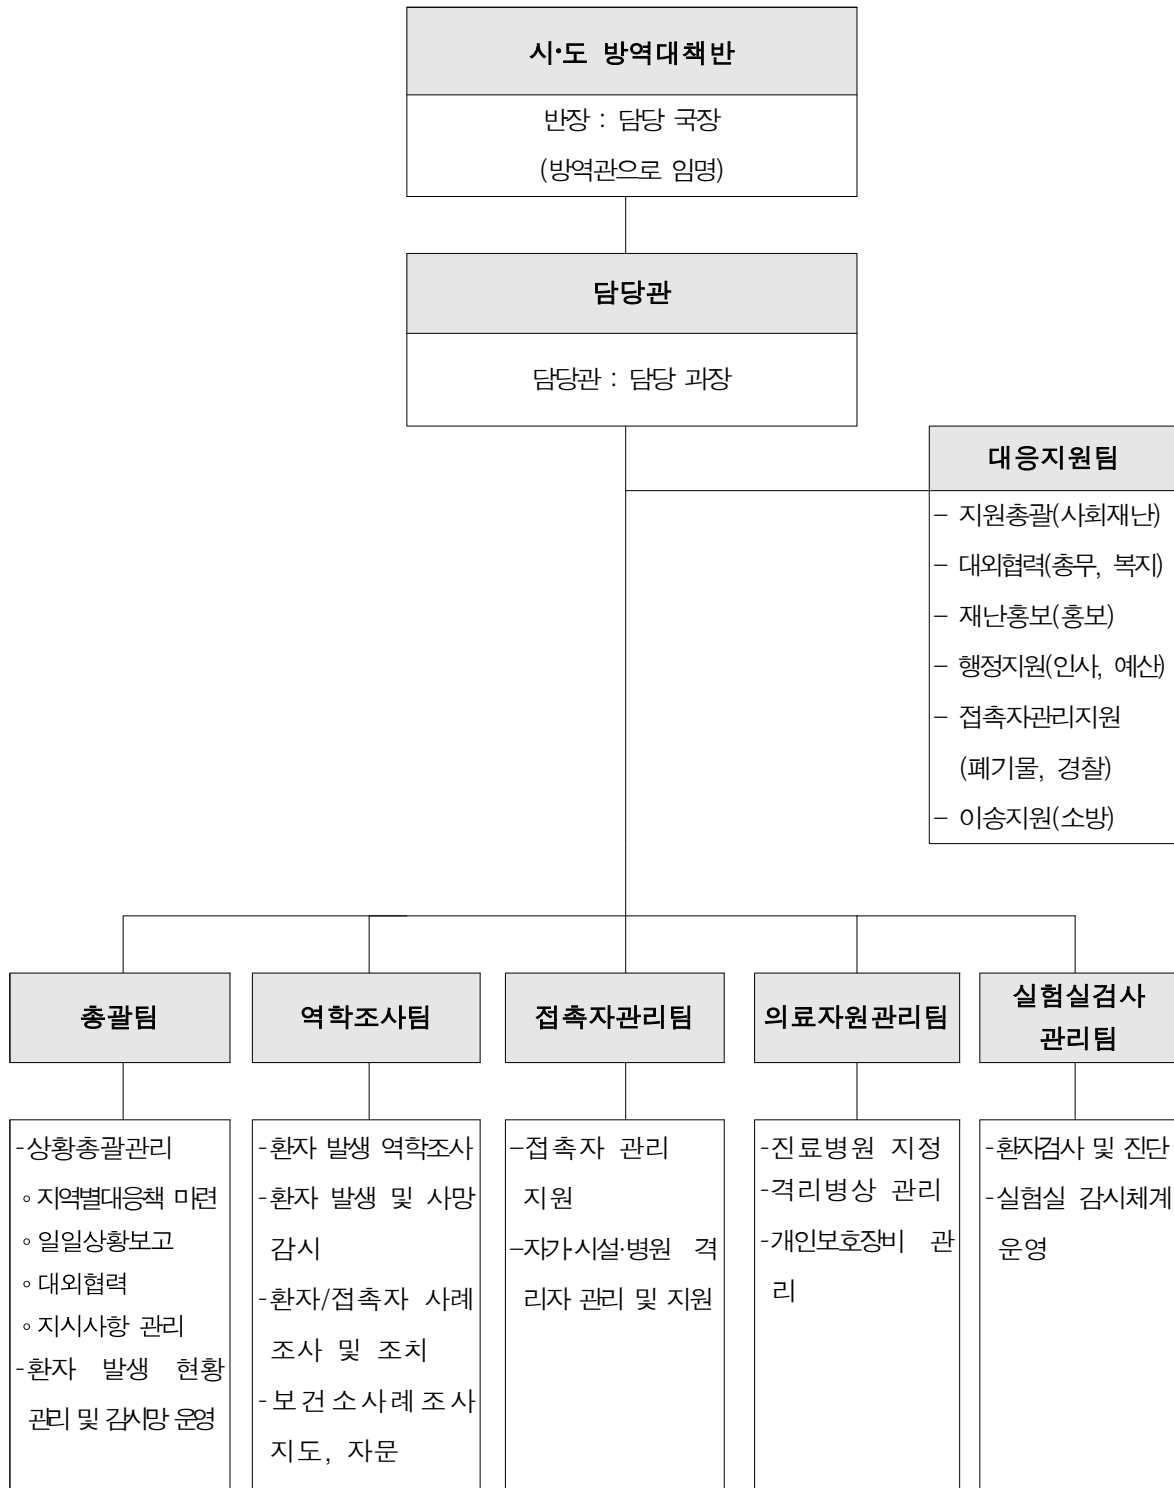 시·도 방역대책반
반장 : 담당 국장
(방역관으로 임명)
담당관
담당관 : 담당 과장
대응지원팀
- 지원총괄(사회재난)
- 대외협력(총무, 복지)
- 재난홍보(홍보)
- 행정지원(인사, 예산)
- 접촉자관리지원
(폐기물, 경찰)
- 이송지원(소방)
총괄팀
-상황총괄관리
∘지역별대응책 마련
∘일일상황보고
∘대외협력
∘지시사항 관리
-환자 발생 현황
관리 및 감시망 운영
역학조사팀
-환자 발생 역학조사
-환자 발생 및 사망
감시
-환자/접촉자 사례
조사 및 조치
-보건소사례조사
지도, 자문
접촉자관리팀
-접촉자 관리
지원
-자가·시설·병원 격
리자 관리 및 지원
의료자원관리팀
-진료병원 지정
-격리병상 관리
-개인보호장비 관
리
실험실검사
관리팀
-환자검사 및 진단
-실험실 감시체계
운영